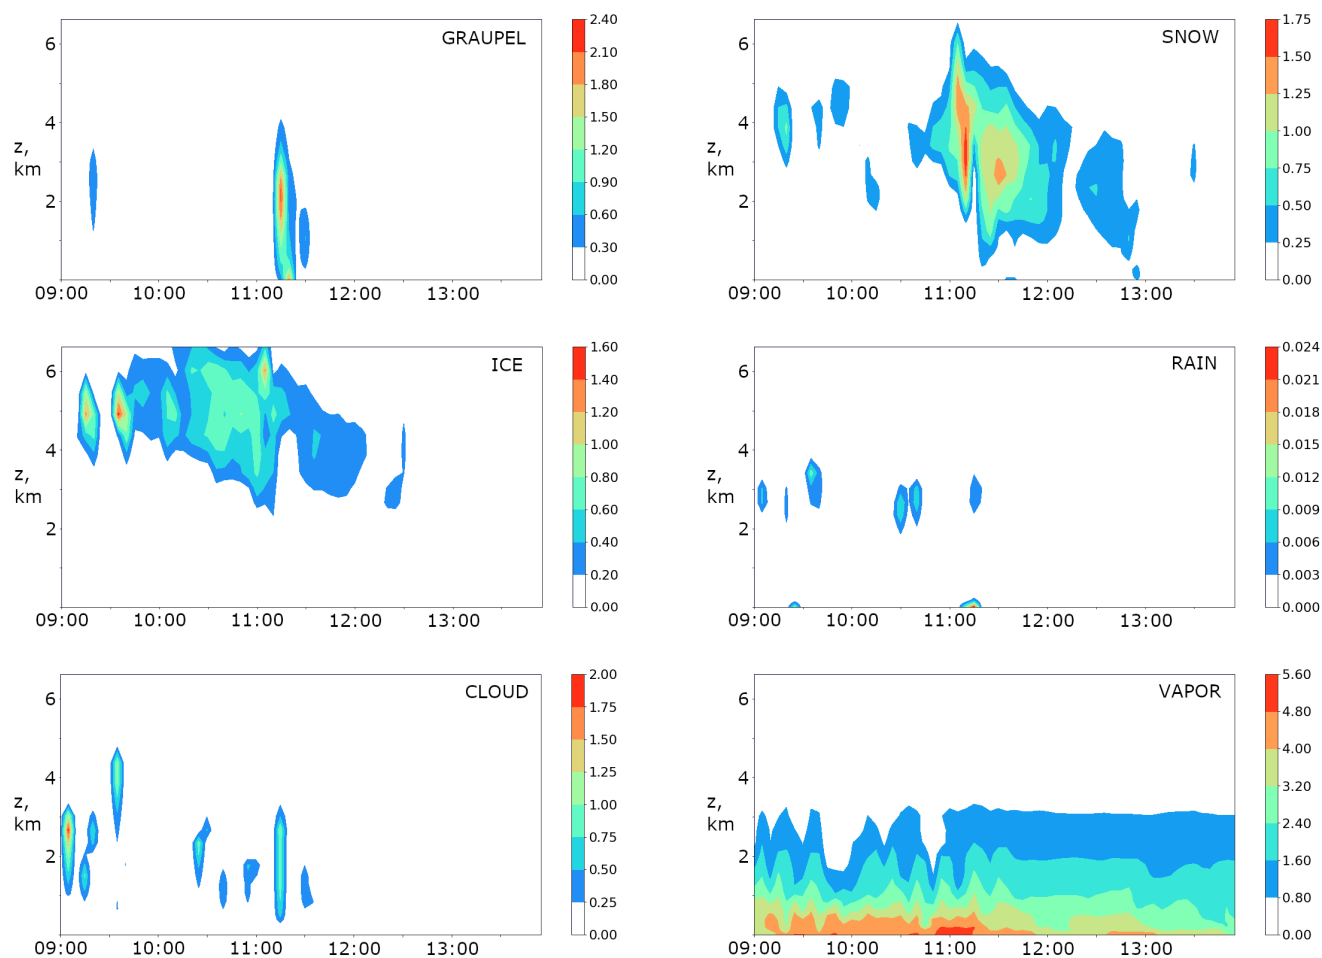 GRAUPEL
z,
km
6
4
2
09:00 10:00 11:00 12:00 13:00
2.40
2.10
1.80
1.50
1.20
0.90
0.60
0.30
0.00
SNOW
z,
km
6
4
2
09:00 10:00 11:00 12:00 13:00
1.75
1.50
1.25
1.00
0.75
0.50
0.25
0.00
ICE
z,
km
6
4
2
09:00 10:00 11:00 12:00 13:00
1.60
1.40
1.20
1.00
0.80
0.60
0.40
0.20
0.00
RAIN
z,
km
6
4
2
09:00 10:00 11:00 12:00 13:00
0.024
0.021
0.018
0.015
0.012
0.009
0.006
0.003
0.000
CLOUD
z,
km
6
4
2
09:00 10:00 11:00 12:00 13:00
2.00
1.75
1.50
1.25
1.00
0.75
0.50
0.25
0.00
VAPOR
z,
km
6
4
2
09:00 10:00 11:00 12:00 13:00
5.60
4.80
4.00
3.20
2.40
1.60
0.80
0.00